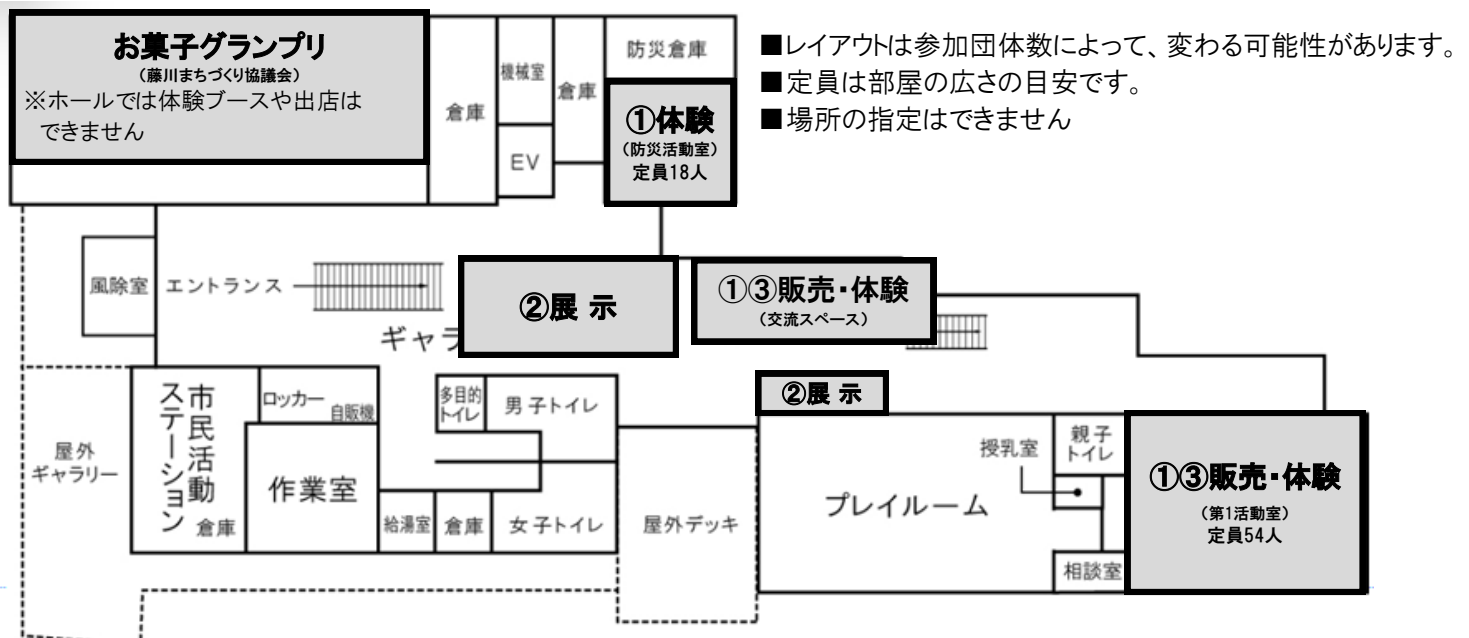 お菓子グランプリ
（藤川まちづくり協議会）
※ホールでは体験ブースや出店は
できません
倉庫
機械室
EV
倉庫
防災倉庫
①体験
（防災活動室）
定員18人
■レイアウトは参加団体数によって、変わる可能性があります。
■定員は部屋の広さの目安です。
■場所の指定はできません
風除室
エントランス
②展 示
①③販売・体験
（交流スペース）
ギャラ
屋外
ギャラリー
市民活動
ステーション
倉庫
ロッカー
自販機
作業室
多目的
トイレ
男子トイレ
給湯室
倉庫
女子トイレ
屋外デッキ
②展 示
プレイルーム
授乳室
親子
トイレ
相談室
①③販売・体験
（第1活動室）
定員54人